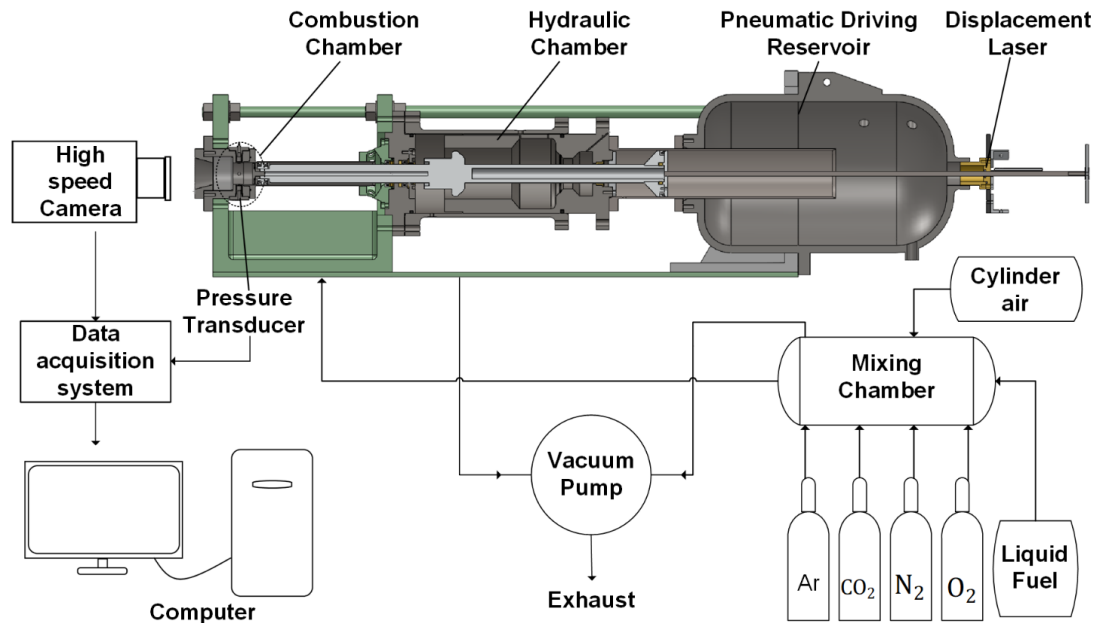 Combustion
Chamber
Hydraulic
Chamber
Pneumatic Driving
Reservoir
Displacement
Laser
High
speed
Camera
Pressure
Transducer
Cylinder
air
Data
acquisition
system
Mixing
Chamber
Vacuum
Pump
Ar
CO₂
N₂
O₂
Liquid
Fuel
Exhaust
Computer